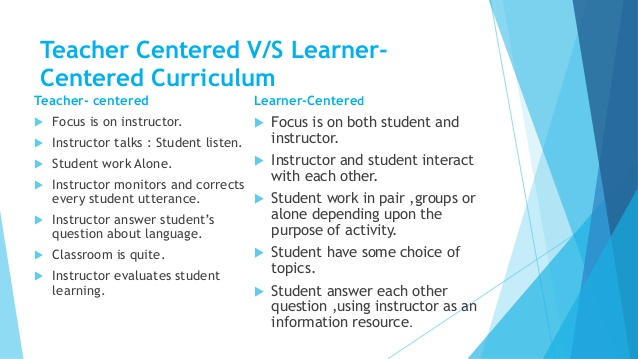 Teacher Centered V/S Learner-
Centered Curriculum
Teacher- centered
Focus is on instructor.
Instructor talks : Student listen.
Student work Alone.
Instructor monitors and corrects
every student utterance.
Instructor answer student’s
question about language.
Classroom is quite.
Instructor evaluates student
learning.
Learner-Centered
Focus is on both student and
instructor.
Instructor and student interact
with each other.
Student work in pair ,groups or
alone depending upon the
purpose of activity.
Student have some choice of
topics.
Student answer each other
question ,using instructor as an
information resource.